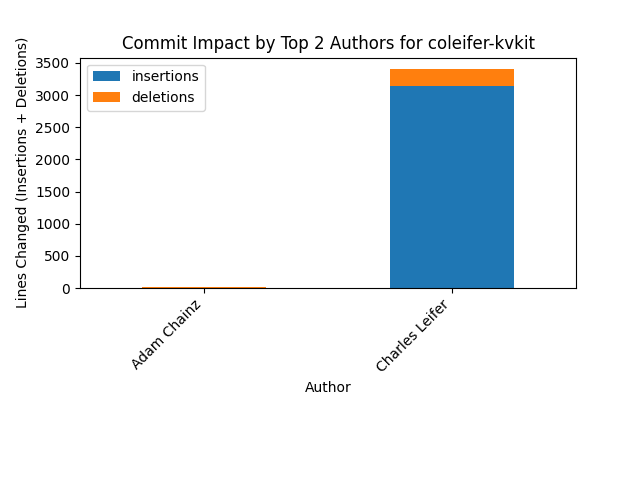 Commit Impact by Top 2 Authors for coleifer-kvkit
Lines Changed (Insertions + Deletions)
3500
3000
2500
2000
1500
1000
500
0
insertions
deletions
Adam Chainz
Charles Leifer
Author